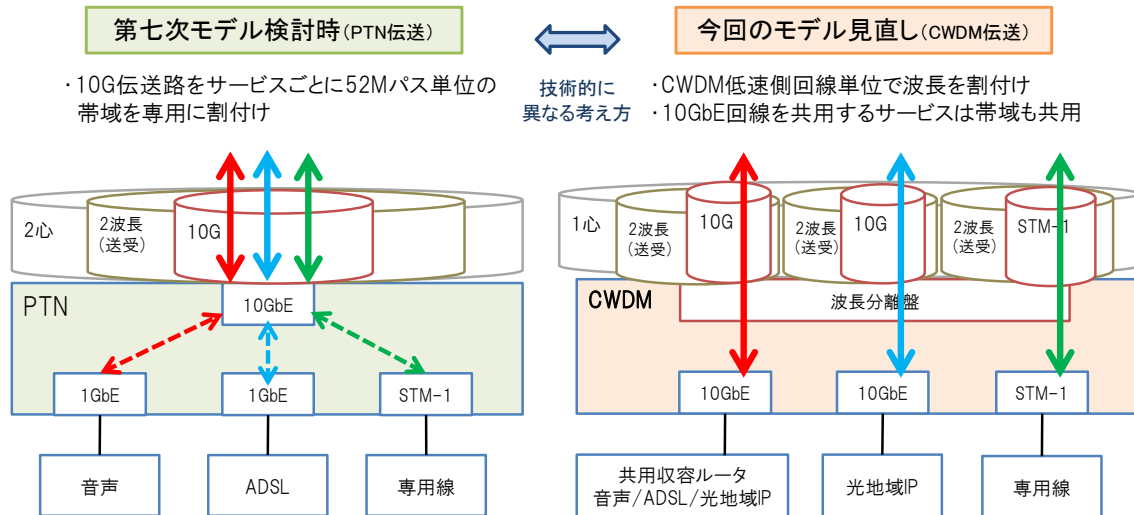 第七次モデル検討時(PTN伝送)
今回のモデル見直し(CWDM伝送)
・10G伝送路をサービスごとに52Mパス単位の
帯域を専用に割付け
技術的に
異なる考え方
・CWDM低速側回線単位で波長を割付け
・10GbE回線を共用するサービスは帯域も共用
2心
2波長
(送受)
10G
PTN
10GbE
1GbE
1GbE
STM-1
音声
ADSL
専用線
1心
2波長
(送受)
10G
2波長
(送受)
10G
2波長
(送受)
STM-1
CWDM
波長分離盤
10GbE
10GbE
STM-1
共用収容ルータ
音声/ADSL/光地域IP
光地域IP
専用線